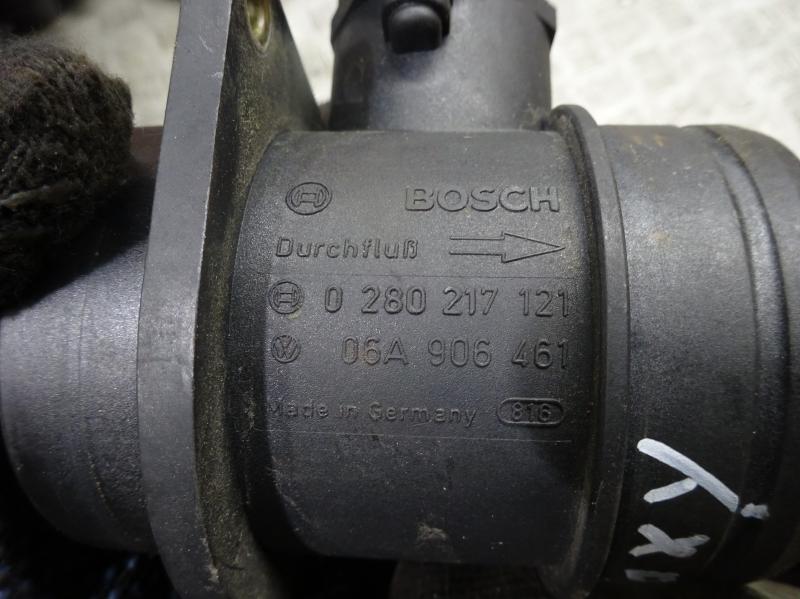 BOSCH
Durchfluß
0 280 217 121
06A 906 461
Made in Germany 816